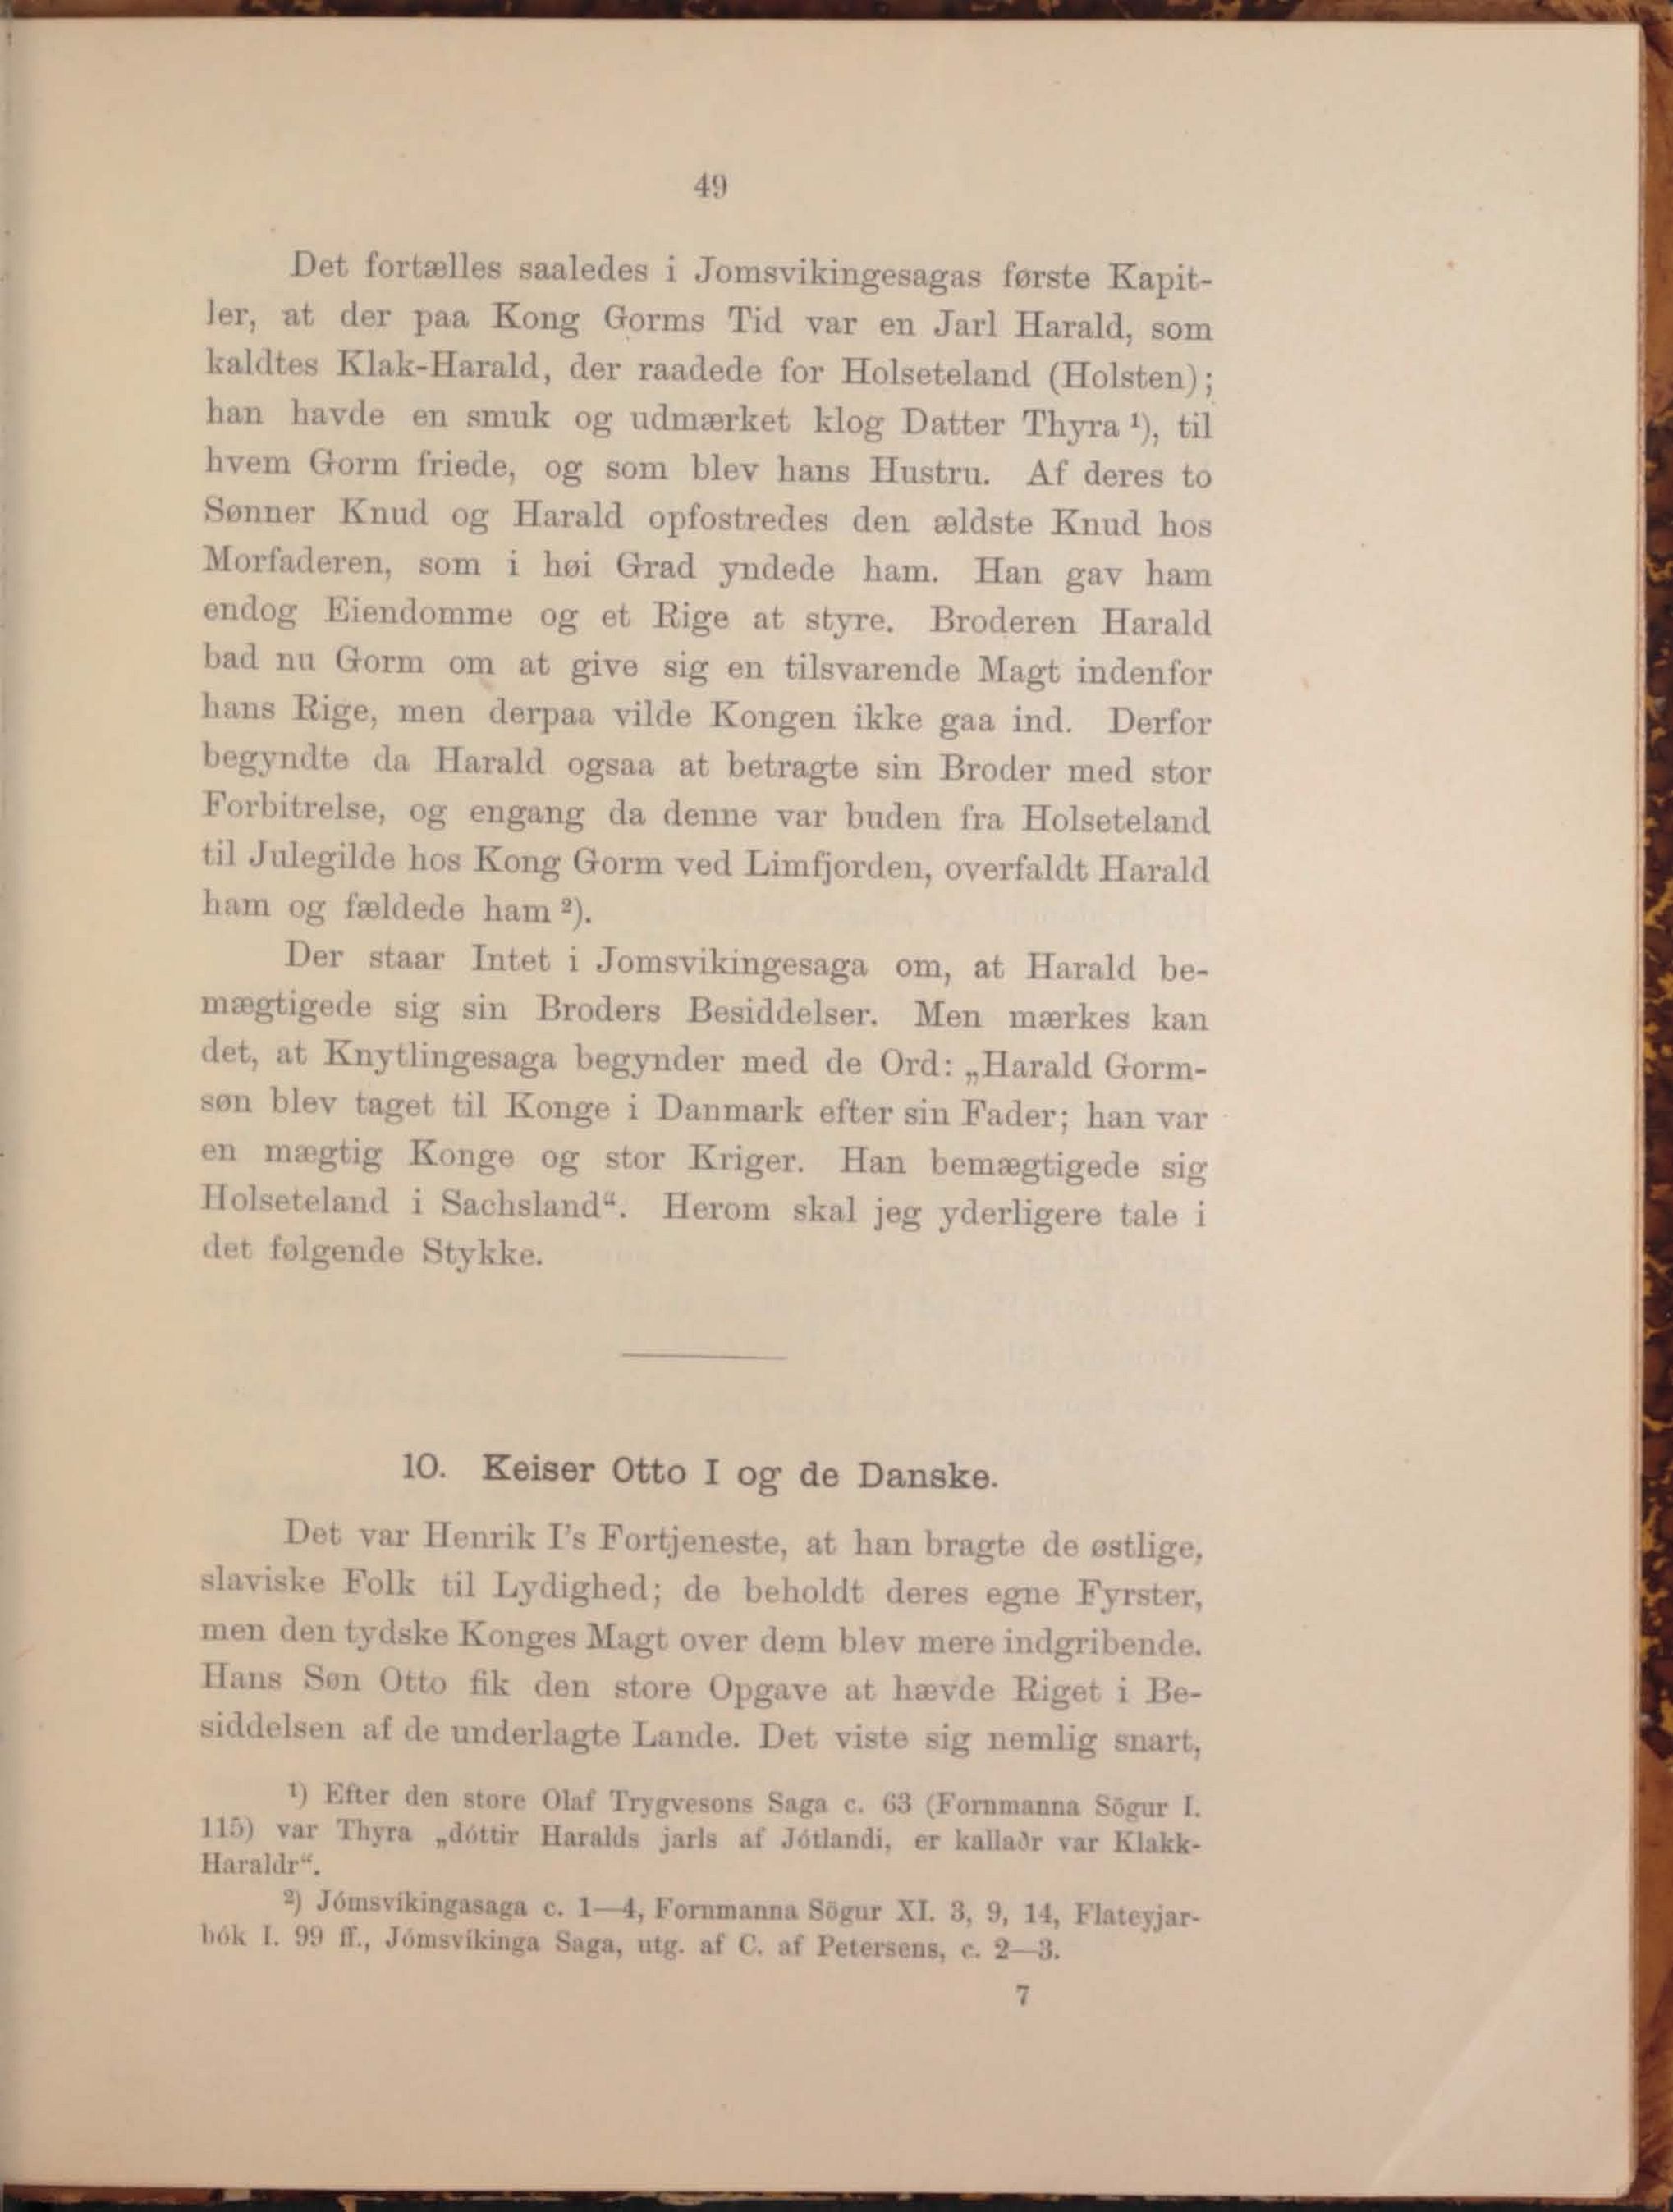 49
Det fortælles saaledes i Jomsvikingesagas første Kapit-
ler, at der paa Kong Gorms Tid var en Jarl Harald, som
kaldtes Klak-Harald, der raadede for Holseteland (Holsten);
han havde en smuk og udmærket klog Datter Thyra ¹), til
hvem Gorm friede, og som blev hans Hustru. Af deres to
Sønner Knud og Harald opfostredes den ældste Knud hos
Morfaderen, som i høi Grad yndede ham. Han gav ham
endog Eiendomme og et Rige at styre. Broderen Harald
bad nu Gorm om at give sig en tilsvarende Magt indenfor
hans Rige, men derpaa vilde Kongen ikke gaa ind. Derfor
begyndte da Harald ogsaa at betragte sin Broder med stor
Forbitrelse, og engang da denne var buden fra Holseteland
til Julegilde hos Kong Gorm ved Limfjorden, overfaldt Harald
ham og fældede ham ²).
Der staar Intet i Jomsvikingesaga om, at Harald be-
mægtigede sig sin Broders Besiddelser. Men mærkes kan
det, at Knytlingesaga begynder med de Ord: „Harald Gorm-
søn blev taget til Konge i Danmark efter sin Fader; han var
en mægtig Konge og stor Kriger. Han bemægtigede sig
Holseteland i Sachsland“. Herom skal jeg yderligere tale i
det følgende Stykke.
10. Keiser Otto I og de Danske.
Det var Henrik I's Fortjeneste, at han bragte de østlige,
slaviske Folk til Lydighed; de beholdt deres egne Fyrster,
men den tydske Konges Magt over dem blev mere indgribende.
Hans Søn Otto fik den store Opgave at hævde Riget i Be-
siddelsen af de underlagte Lande. Det viste sig nemlig snart,
¹) Efter den store Olaf Trygvesons Saga c. 63 (Fornmanna Sögur I.
115) var Thyra „dóttir Haralds jarls af Jótlandi, er kallaðr var Klakk-
Haraldr“.
²) Jómsvíkingasaga c. 1—4, Fornmanna Sögur XI. 3, 9, 14, Flateyjar-
bók I. 99 ff., Jómsvíkinga Saga, utg. af C. af Petersens, c. 2—3.
7